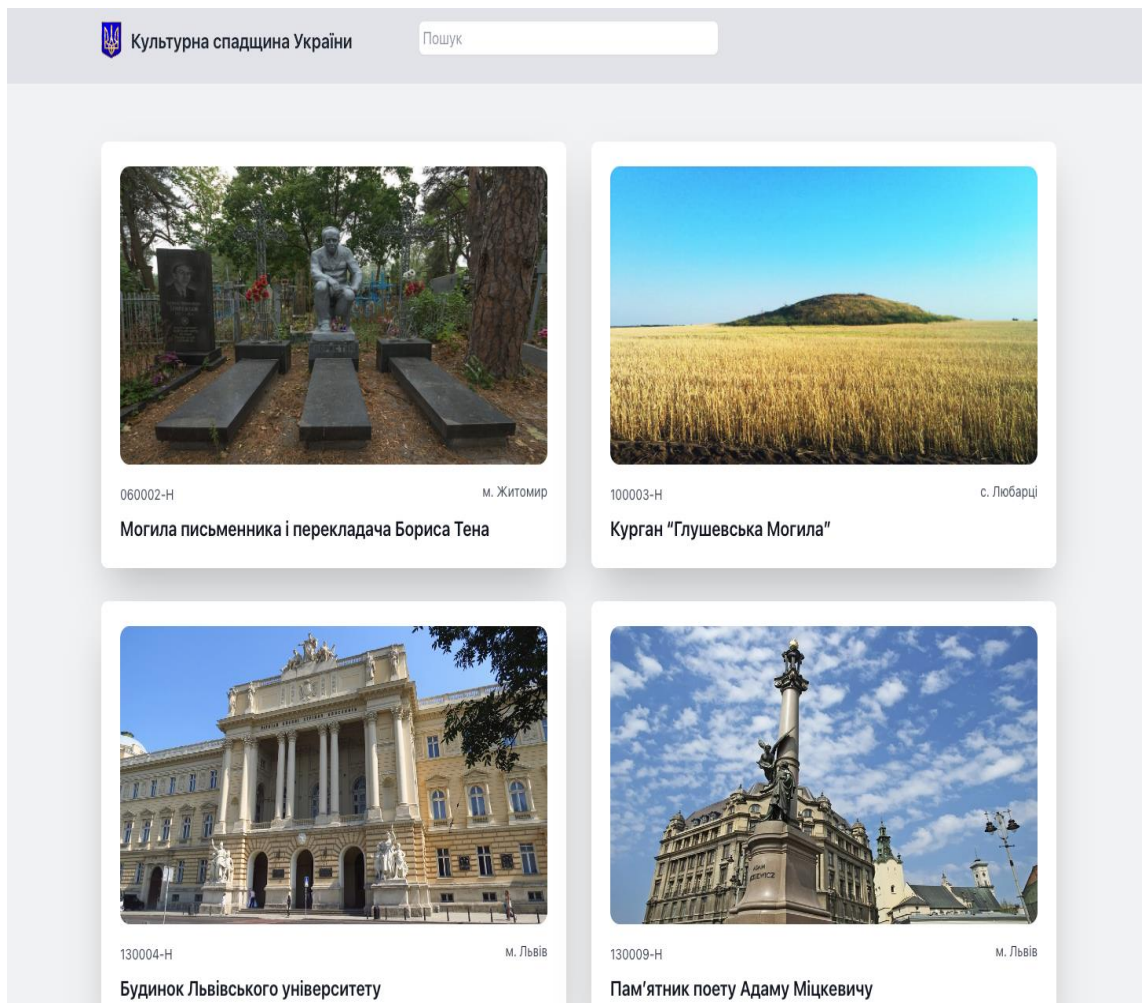 Культурна спадщина України
Пошук
060002-Н
м. Житомир
Могила письменника і перекладача Бориса Тена
100003-Н
с. Любарці
Курган “Глушевська Могила”
ADAM
130004-Н
м. Львів
Будинок Львівського університету
130009-Н
м. Львів
Пам’ятник поету Адаму Міцкевичу